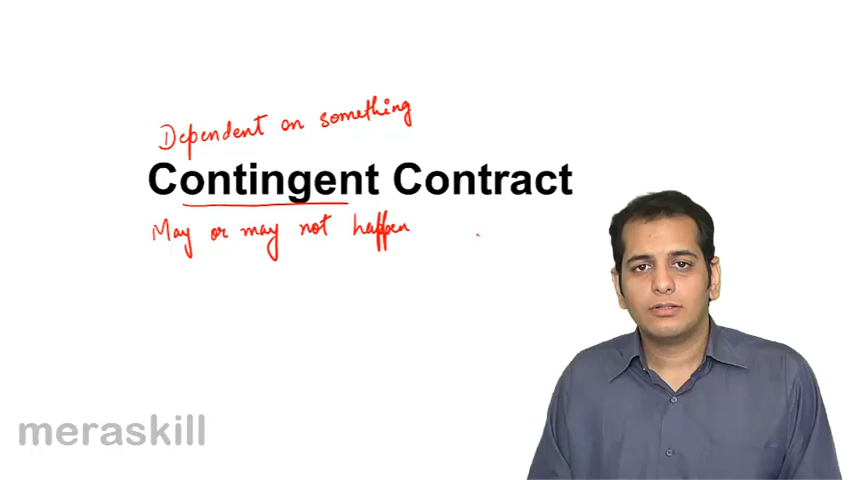 Dependent on something
Contingent Contract
May or may not happen
meraskill